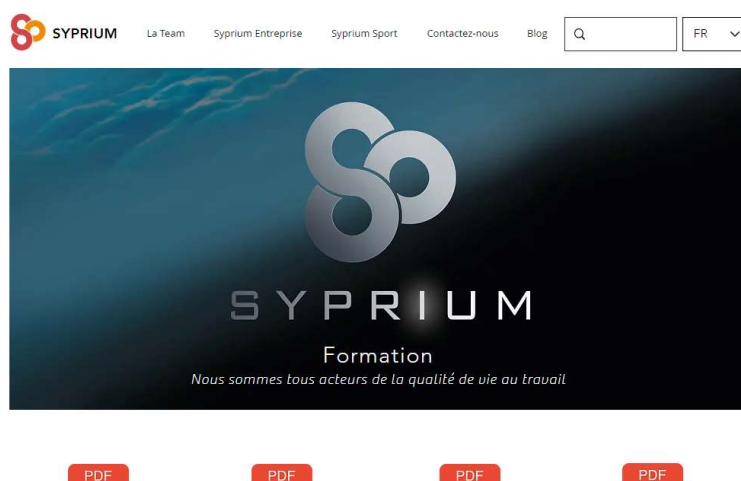 SYPRIUM La Team Syprium Entreprise Syprium Sport Contactez-nous Blog FR
SYPRIUM
Formation
Nous sommes tous acteurs de la qualité de vie au travail
PDF PDF PDF PDF